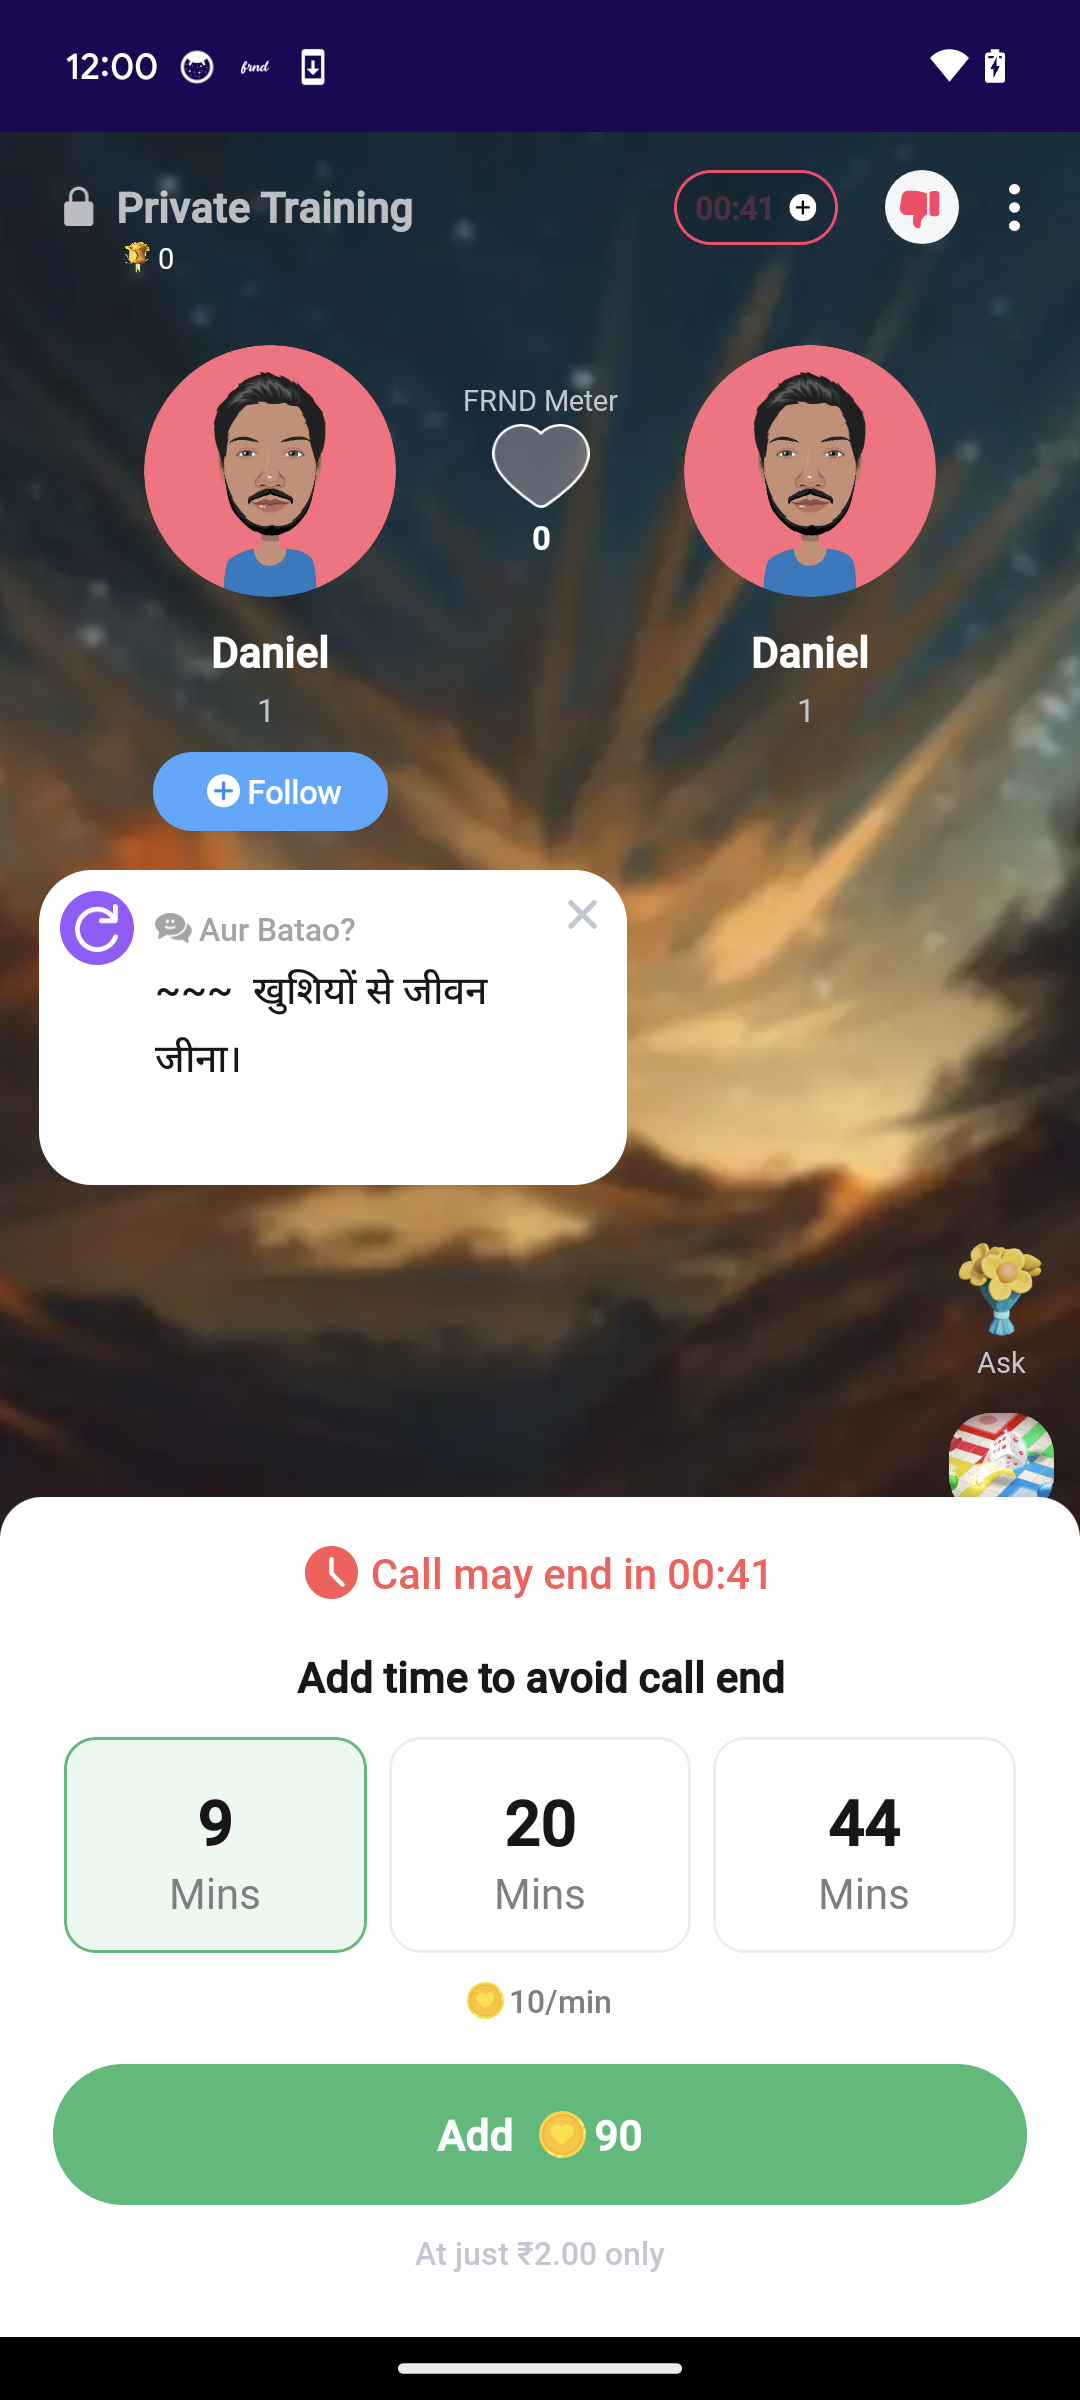 12:00 frnd
Private Training
00:41
0
FRND Meter
0
Daniel
1
Daniel
1
Follow
Aur Batao?
~~~ खुशियों से जीवन
जीना।
Ask
Call may end in 00:41
Add time to avoid call end
9
Mins
20
Mins
44
Mins
10/min
Add 90
At just ₹2.00 only